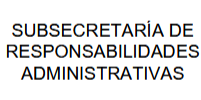 SUBSECRETARÍA DE
RESPONSABILIDADES
ADMINISTRATIVAS